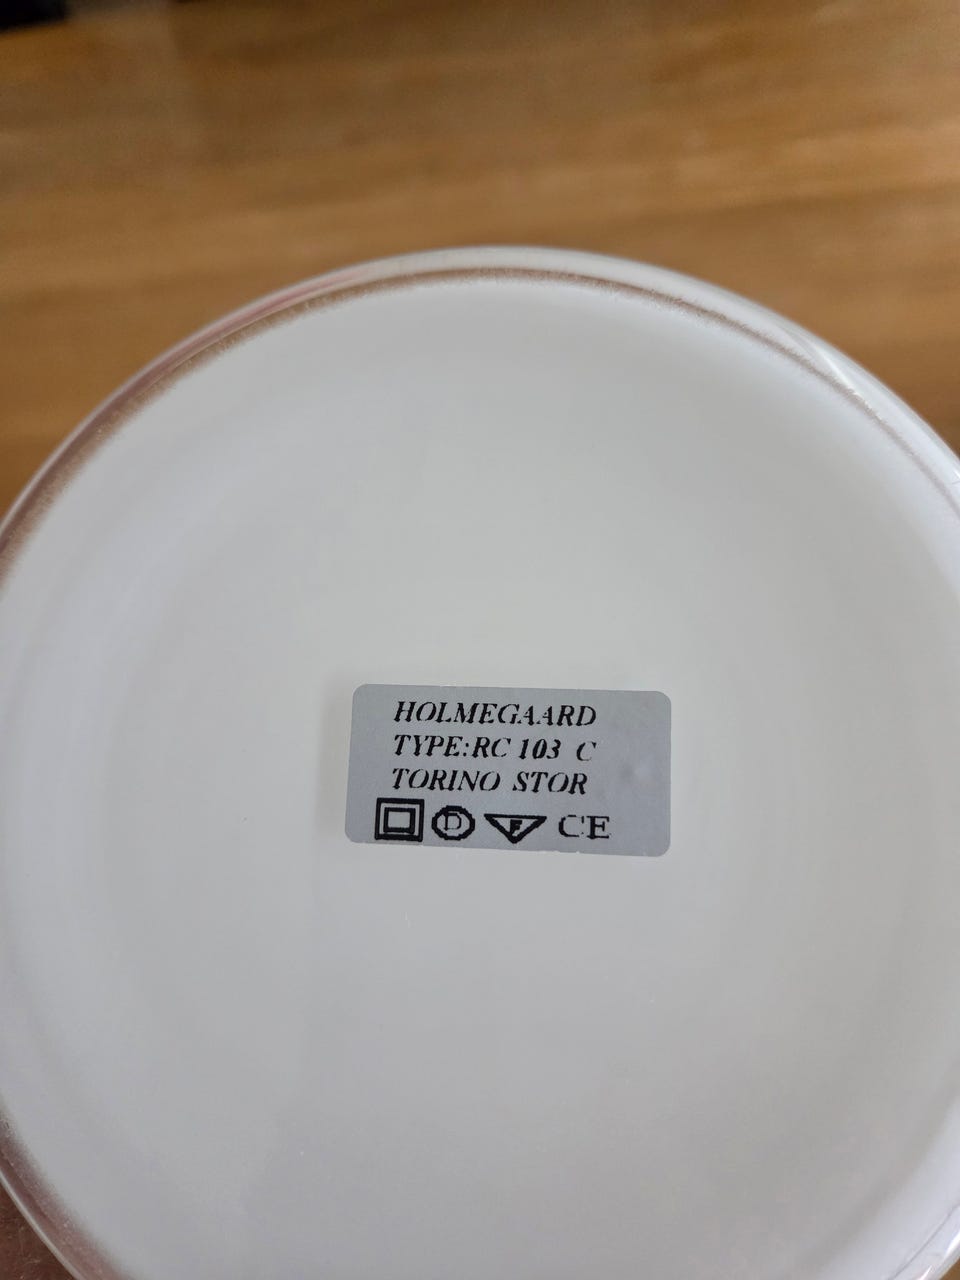 HOLMEGAARD
TYPE:RC 103 C
TORINO STOR
D F CE